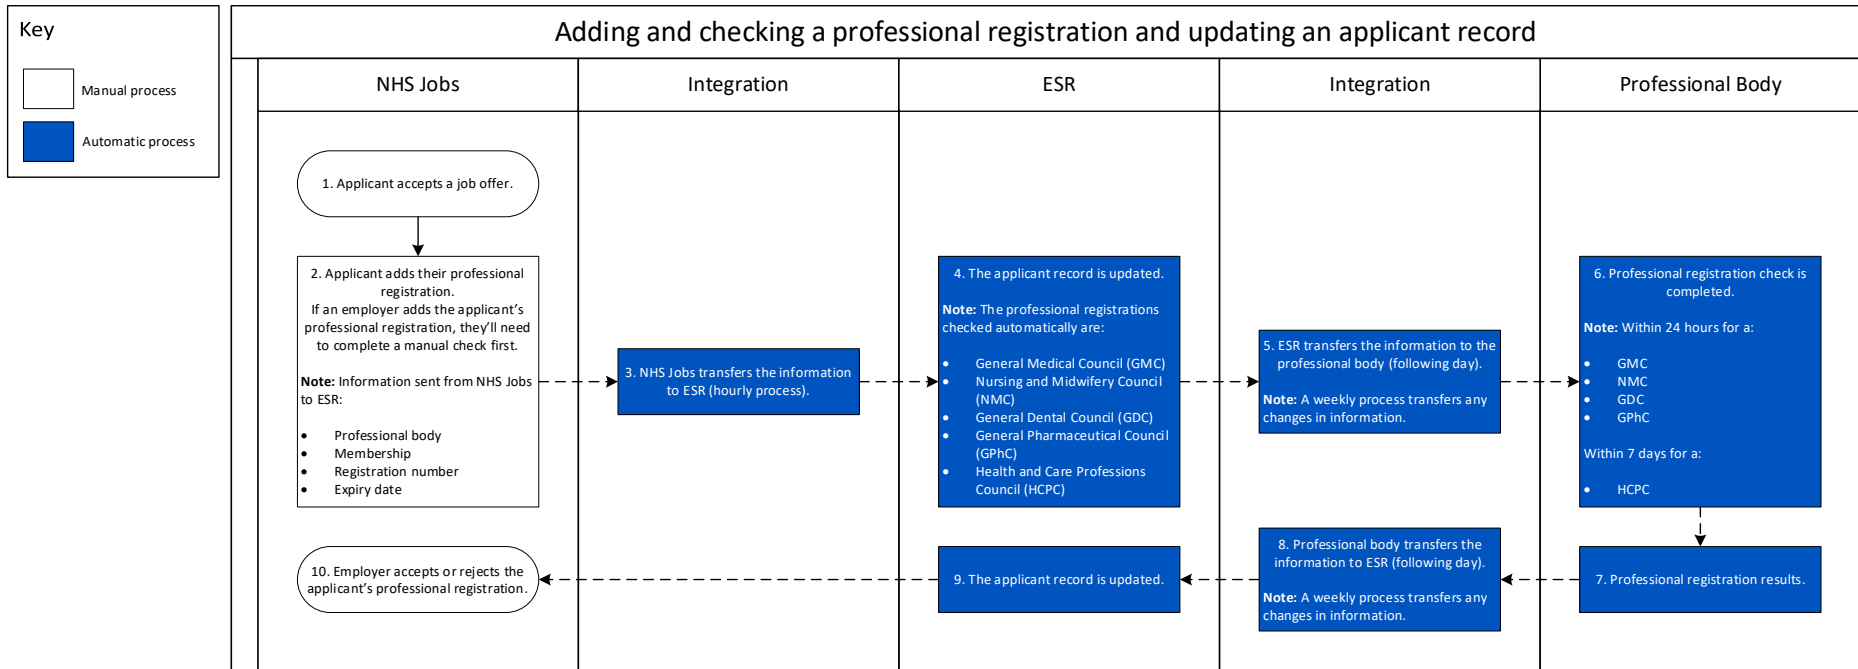 Key
Manual process
Automatic process
Adding and checking a professional registration and updating an applicant record
NHS Jobs
Integration
ESR
Integration
Professional Body
1. Applicant accepts a job offer.
2. Applicant adds their professional
registration.
If an employer adds the applicant's
professional registration, they'll need
to complete a manual check first.
Note: Information sent from NHS Jobs
to ESR:
• Professional body
• Membership
• Registration number
• Expiry date
3. NHS Jobs transfers the information
to ESR (hourly process).
4. The applicant record is updated.
Note: The professional registrations
checked automatically are:
• General Medical Council (GMC)
• Nursing and Midwifery Council
(NMC)
• General Dental Council (GDC)
• General Pharmaceutical Council
(GPhC)
• Health and Care Professions
Council (HCPC)
5. ESR transfers the information to the
professional body (following day).
Note: A weekly process transfers any
changes in information.
6. Professional registration check is
completed.
Note: Within 24 hours for a:
• GMC
• NMC
• GDC
• GPhC
Within 7 days for a:
• HCPC
7. Professional registration results.
8. Professional body transfers the
information to ESR (following day).
Note: A weekly process transfers any
changes in information.
9. The applicant record is updated.
10. Employer accepts or rejects the
applicant's professional registration.